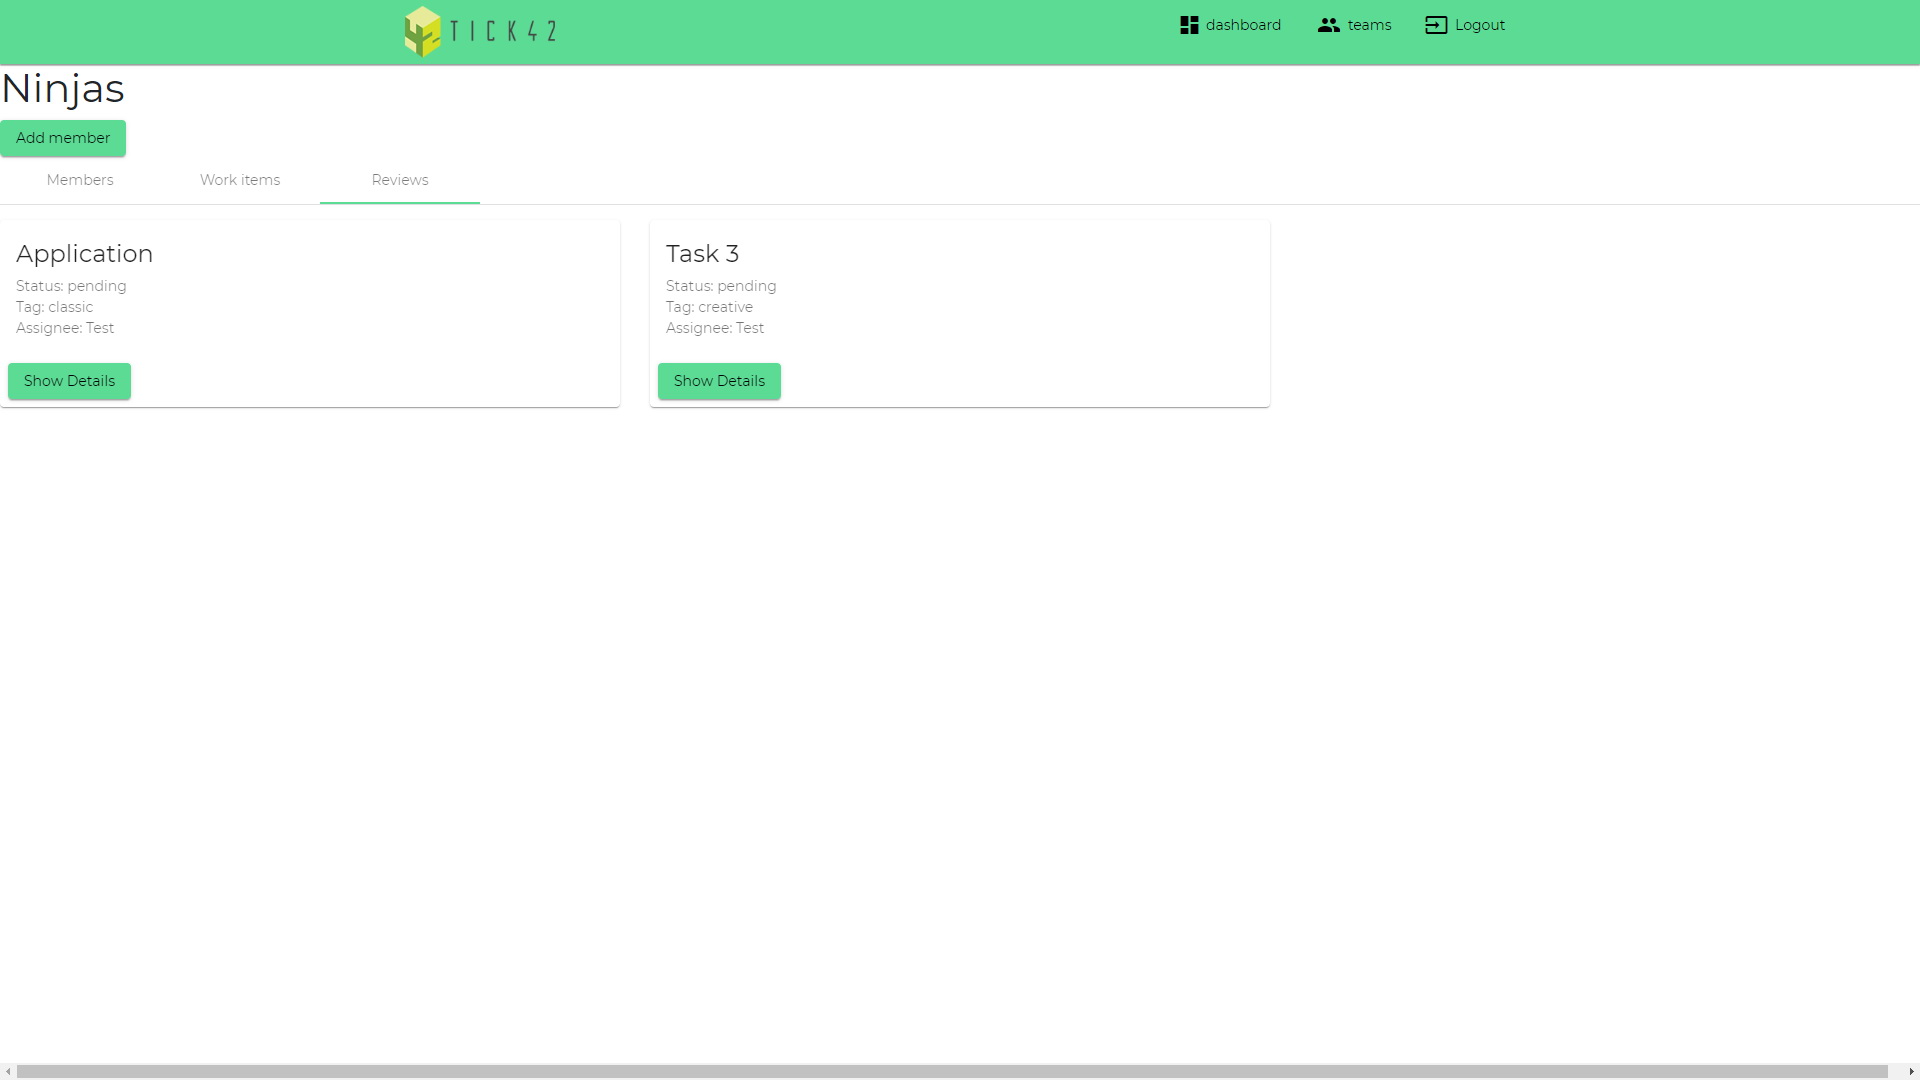 TICK42
dashboard
teams
Logout
Ninjas
Add member
Members
Work items
Reviews
Application
Status: pending
Tag: classic
Assignee: Test
Show Details
Task 3
Status: pending
Tag: creative
Assignee: Test
Show Details